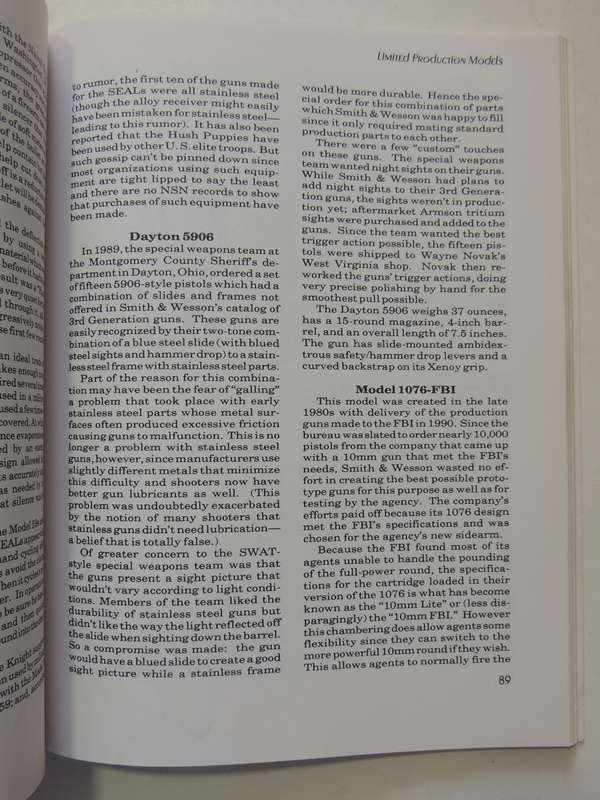 LIMITED PRODUCTION MODELS
to rumor, the first ten of the guns made
for the SEALs were all stainless steel
(though the alloy receiver might easily
have been mistaken for stainless steel—
leading to this rumor). It has also been
reported that the Hush Puppies have
been used by other U. S. elite troops. But
such gossip can't be pinned down since
most organizations using such equip-
ment are tight lipped to say the least
and there are no NSN records to show
that purchases of such equipment have
been made.
Dayton 5906
In 1989, the special weapons team at
the Montgomery County Sheriff's de-
partment in Dayton, Ohio, ordered a set
of fifteen 5906-style pistols which had a
combination of slides and frames not
offered in Smith & Wesson's catalog of
3rd Generation guns. These guns are
easily recognized by their two-tone com-
bination of a blue steel slide (with blued
steel sights and hammer drop) to a stain-
less steel frame with stainless steel parts.
Part of the reason for this combina-
tion may have been the fear of "galling"
a problem that took place with early
stainless steel parts whose metal sur-
faces often produced excessive friction
causing guns to malfunction. This is no
longer a problem with stainless steel
guns, however, since manufacturers use
slightly different metals that minimize
this difficulty and shooters now have
better gun lubricants as well. (This
problem was undoubtedly exacerbated
by the notion of many shooters that
stainless guns didn't need lubrication—
a belief that is totally false.)
Of greater concern to the SWAT-
style special weapons team was that
the guns present a sight picture that
wouldn't vary according to light condi-
tions. Members of the team liked the
durability of stainless steel guns but
didn't like the way the light reflected off
the slide when sighting down the barrel.
So a compromise was made: the gun
would have a blued slide to create a good
sight picture while a stainless frame
would be more durable. Hence the spe-
cial order for this combination of parts
which Smith & Wesson was happy to fill
since it only required mating standard
production parts to each other.
There were a few "custom" touches
on these guns. The special weapons
team wanted night sights on their guns.
While Smith & Wesson had plans to
add night sights to their 3rd Genera-
tion guns, the sights weren't in produc-
tion yet; aftermarket Armson tritium
sights were purchased and added to the
guns. Since the team wanted the best
trigger action possible, the fifteen pis-
tols were shipped to Wayne Novak's
West Virginia shop. Novak then re-
worked the guns' trigger actions, doing
very precise polishing by hand for the
smoothest pull possible.
The Dayton 5906 weighs 37 ounces,
has a 15-round magazine, 4-inch bar-
rel, and an overall length of 7.5 inches.
The gun has slide-mounted ambidex-
trous safety/hammer drop levers and a
curved backstrap on its Xenoy grip.
Model 1076-FBI
This model was created in the late
1980s with delivery of the production
guns made to the FBI in 1990. Since the
bureau was slated to order nearly 10,000
pistols from the company that came up
with a 10mm gun that met the FBI's
needs, Smith & Wesson wasted no ef-
fort in creating the best possible proto-
type guns for this purpose as well as for
testing by the agency. The company's
efforts paid off because its 1076 design
met the FBI's specifications and was
chosen for the agency's new sidearm.
Because the FBI found most of its
agents unable to handle the pounding
of the full-power round, the specifica-
tions for the cartridge loaded in their
version of the 1076 is what has become
known as the "10mm Lite" or (less dis-
paragingly) the "10mm FBI." However
this chambering does allow agents some
flexibility since they can switch to the
more powerful 10mm round if they wish.
This allows agents to normally fire the
89